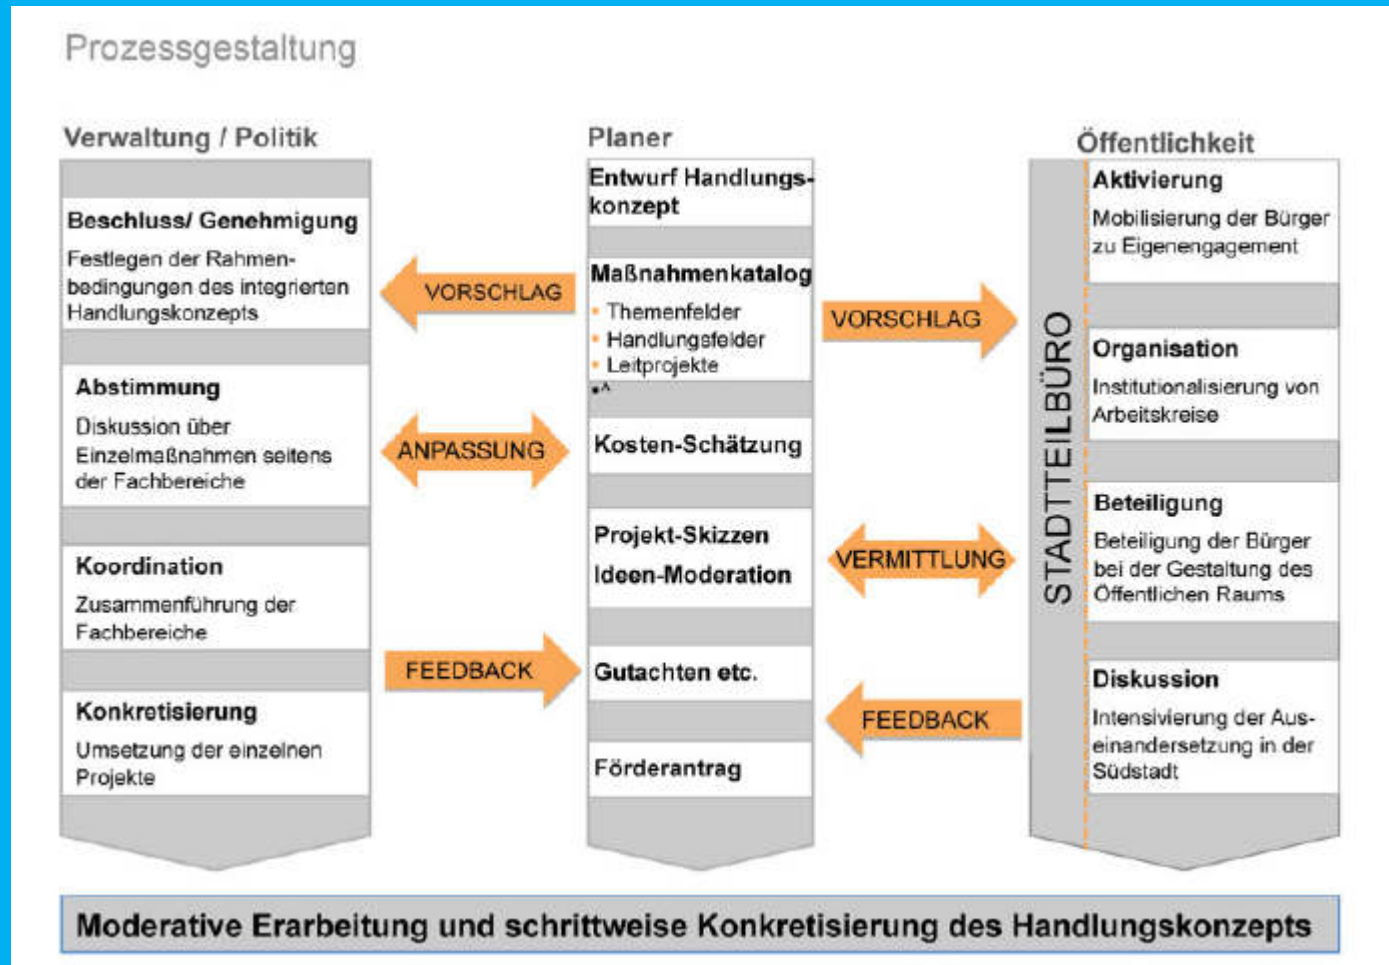 Prozessgestaltung
Verwaltung / Politik
Beschluss/ Genehmigung
Festlegen der Rahmen-
bedingungen des integrierten
Handlungskonzepts
Abstimmung
Diskussion über
Einzelmaßnahmen seitens
der Fachbereiche
Koordination
Zusammenführung der
Fachbereiche
Konkretisierung
Umsetzung der einzelnen
Projekte
VORSCHLAG
ANPASSUNG
FEEDBACK
Planer
Entwurf Handlungs-
konzept
Maßnahmenkatalog
▪ Themenfelder
▪ Handlungsfelder
▪ Leitprojekte
▪^
Kosten-Schätzung
Projekt-Skizzen
Ideen-Moderation
Gutachten etc.
Förderantrag
VORSCHLAG
VERMITTLUNG
FEEDBACK
Öffentlichkeit
STADTTEILBÜRO
Aktivierung
Mobilisierung der Bürger
zu Eigenengagement
Organisation
Institutionalisierung von
Arbeitskreise
Beteiligung
Beteiligung der Bürger
bei der Gestaltung des
Öffentlichen Raums
Diskussion
Intensivierung der Aus-
einandersetzung in der
Südstadt
Moderative Erarbeitung und schrittweise Konkretisierung des Handlungskonzepts